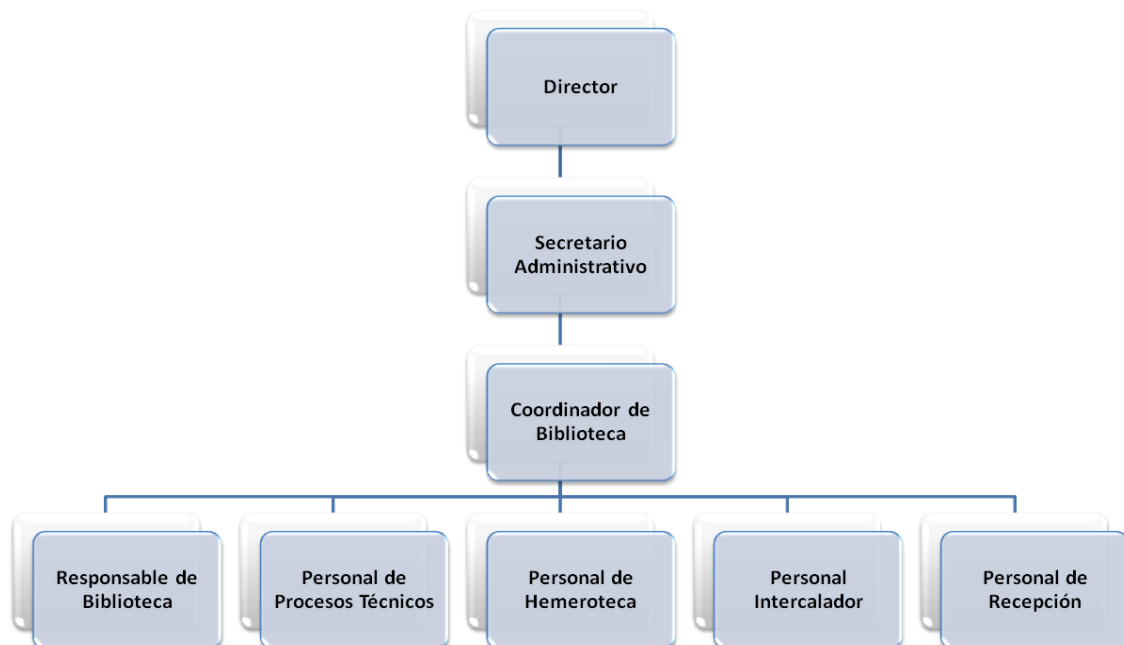 Director
Secretario
Administrativo
Coordinador de
Biblioteca
Responsable de
Biblioteca
Personal de
Procesos Técnicos
Personal de
Hemeroteca
Personal
Intercalador
Personal de
Recepción